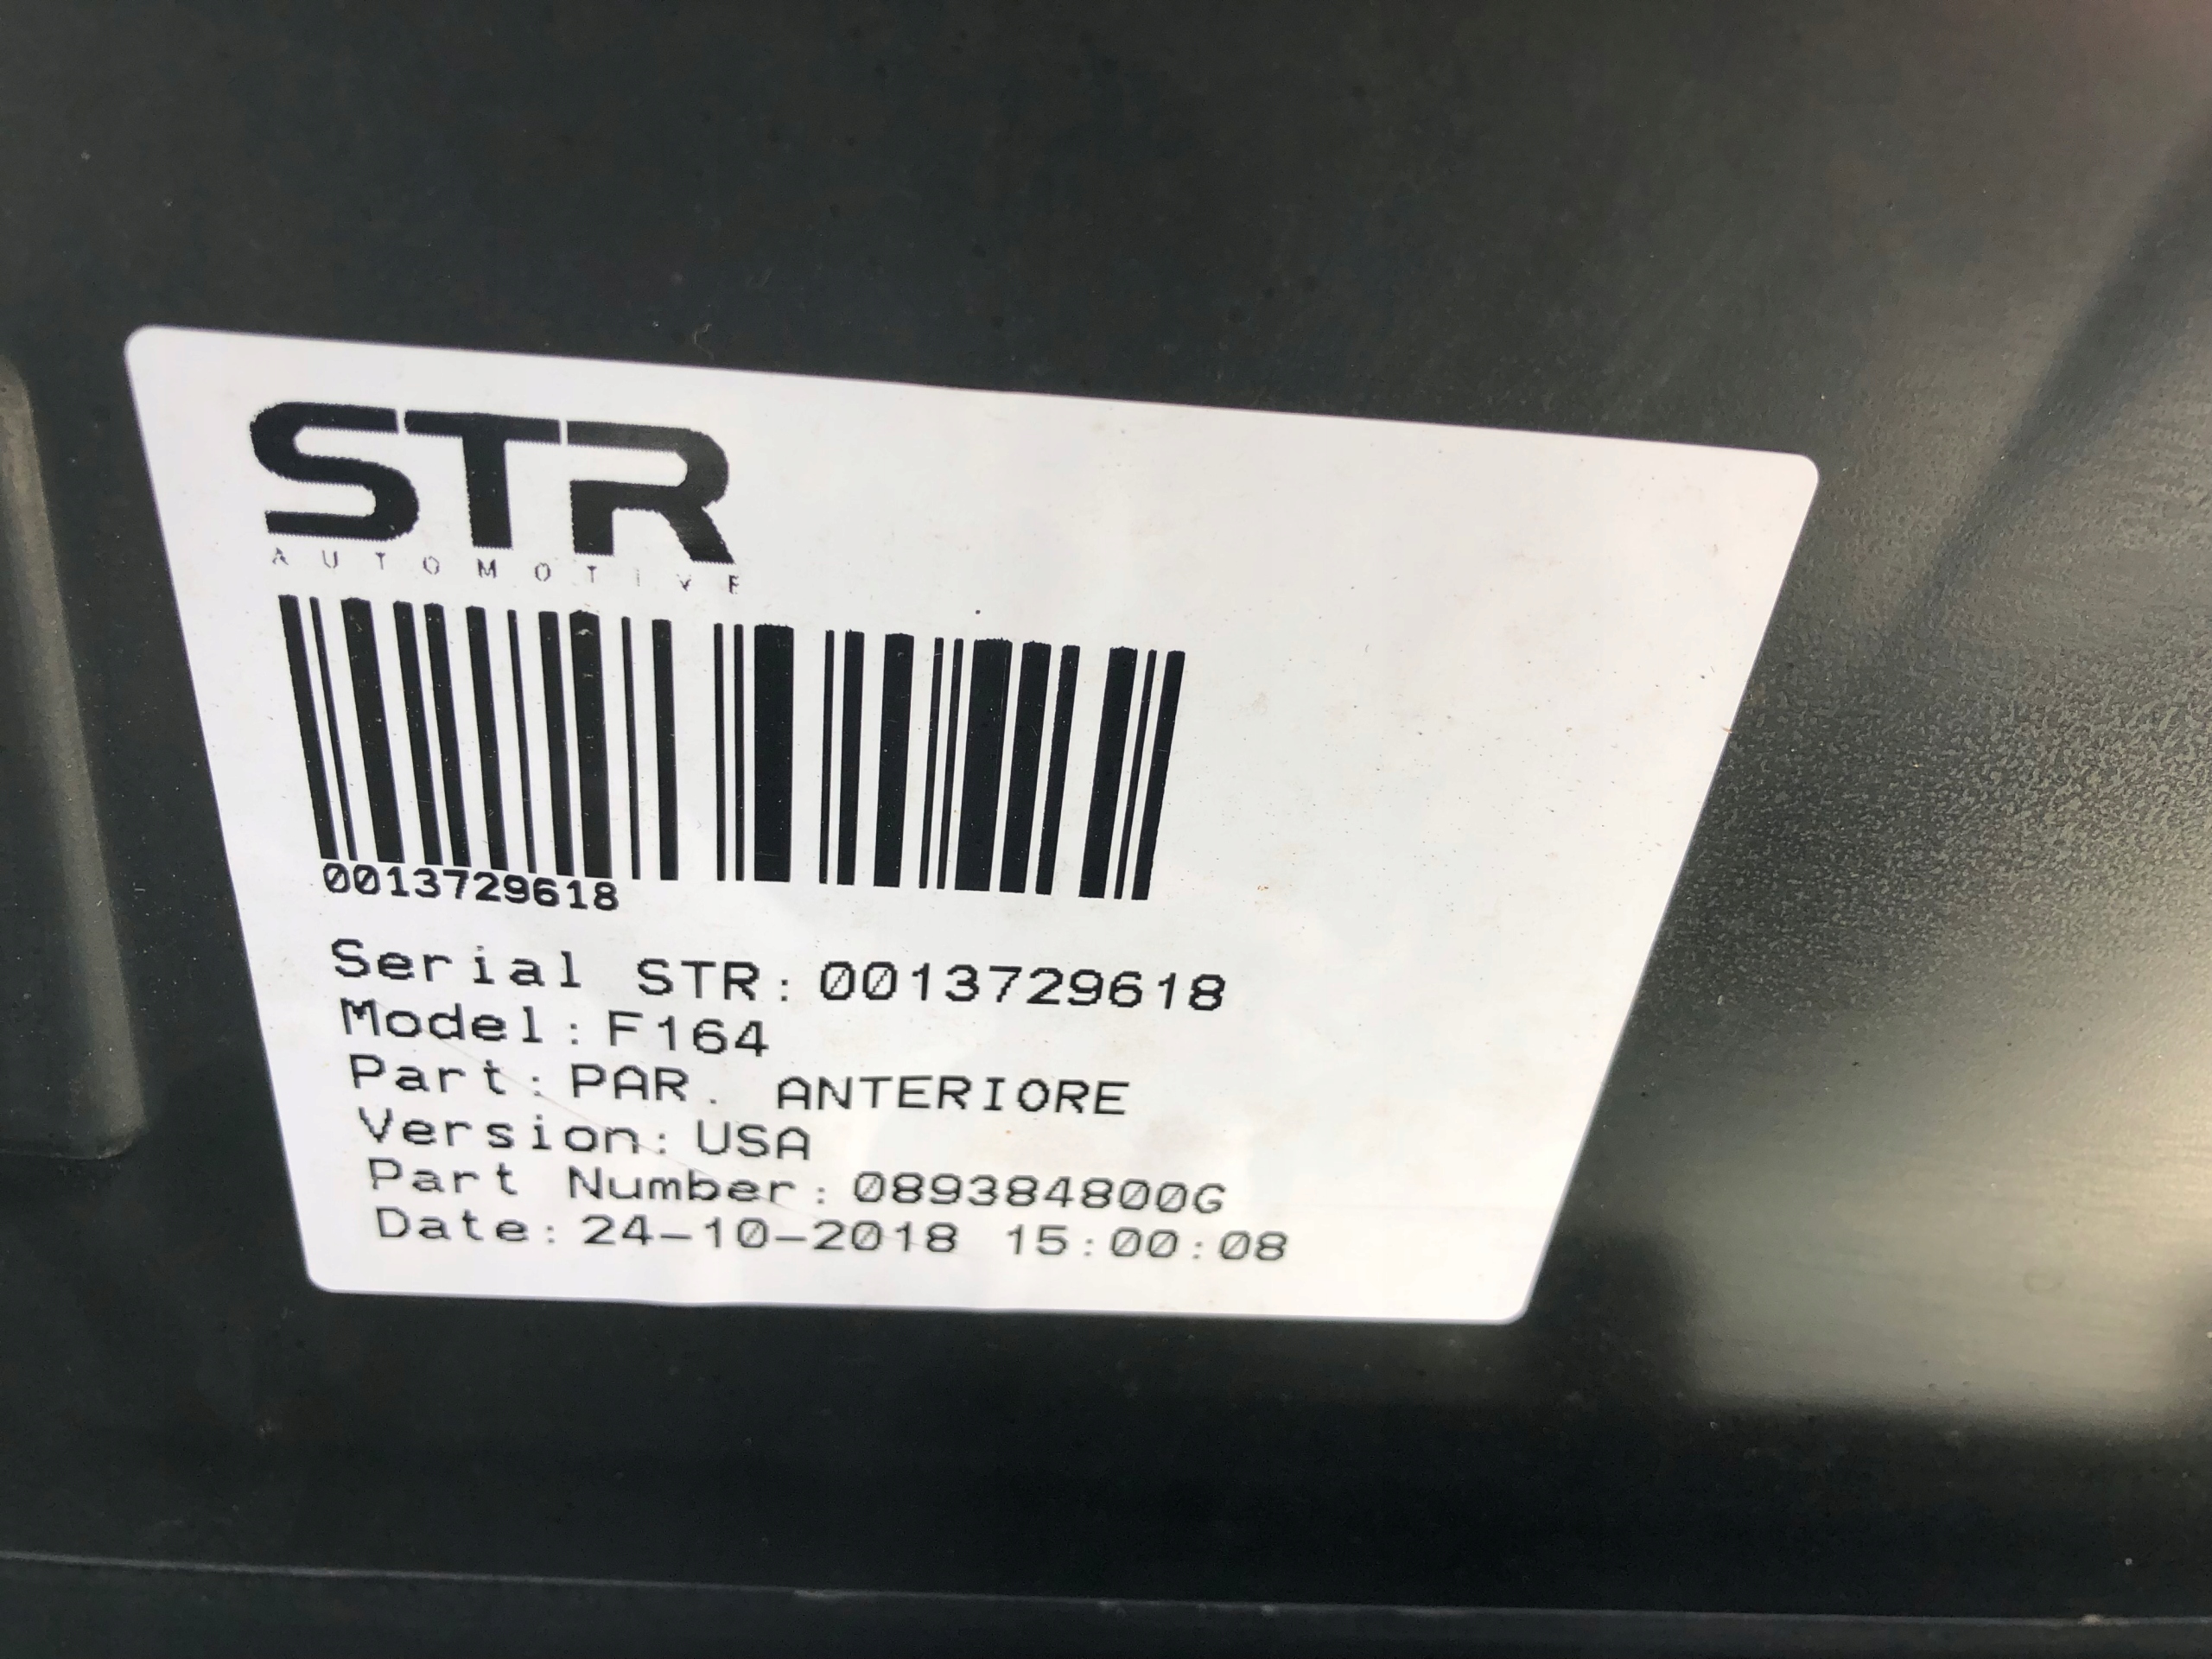 STR
AUTOMOTIVE
0013729618
Serial STR:0013729618
Model:F164
Part:PAR. ANTERIORE
Version:USA
Part Number:089384800G
Date:24-10-2018 15:00:08